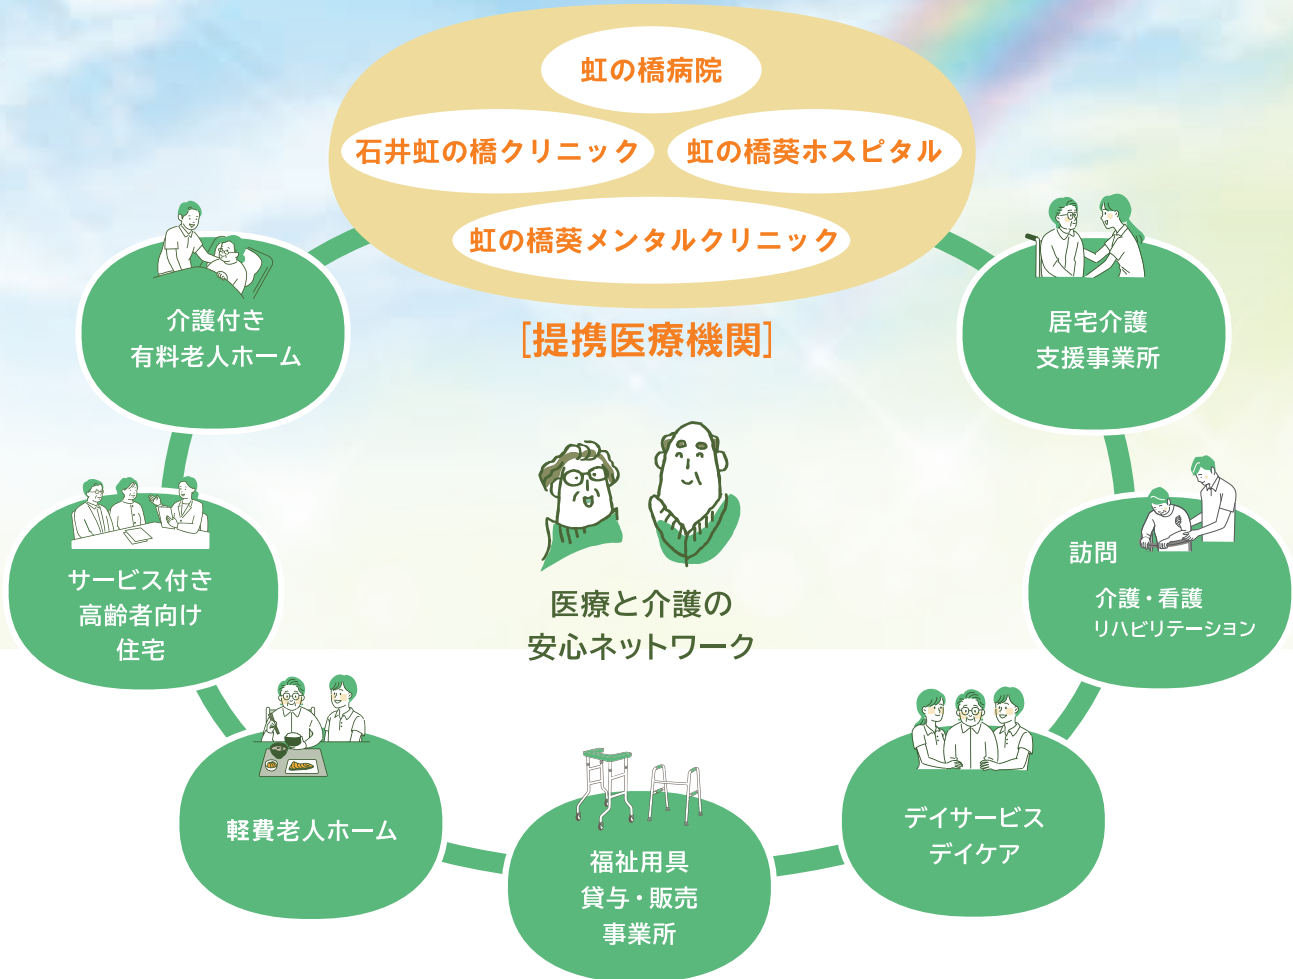 虹の橋病院
石井虹の橋クリニック
虹の橋葵ホスピタル
虹の橋葵メンタルクリニック
[提携医療機関]
介護付き
有料老人ホーム
居宅介護
支援事業所
サービス付き
高齢者向け
住宅
訪問
介護・看護
リハビリテーション
医療と介護の
安心ネットワーク
軽費老人ホーム
福祉用具
貸与・販売
事業所
デイサービス
デイケア